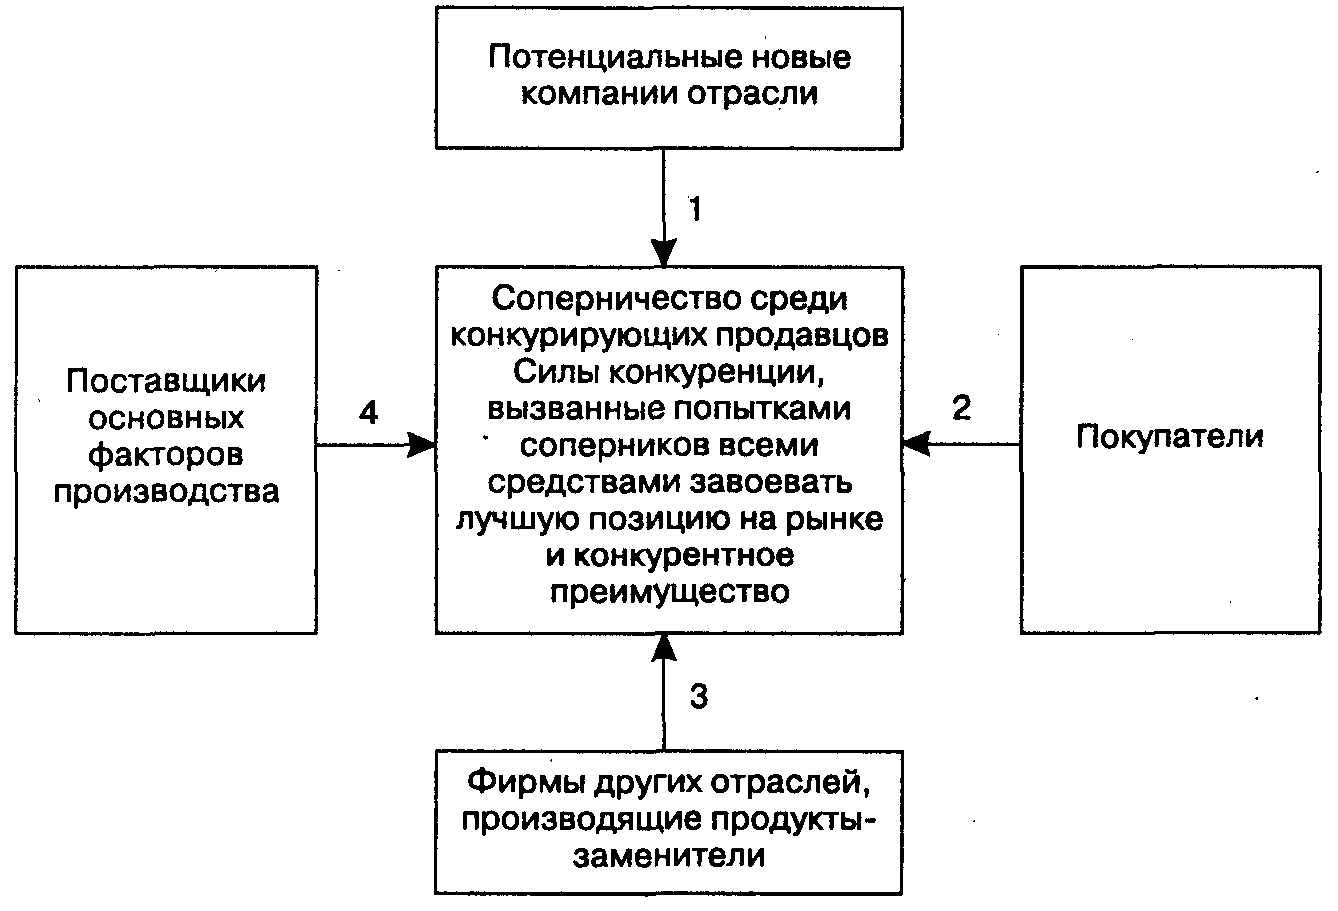 Потенциальные новые
компании отрасли
1
Поставщики
основных
факторов
производства
4
Соперничество среди
конкурирующих продавцов
Силы конкуренции,
вызванные попытками
соперников всеми
средствами завоевать
лучшую позицию на рынке
и конкурентное
преимущество
2
Покупатели
3
Фирмы других отраслей,
производящие продукты-
заменители